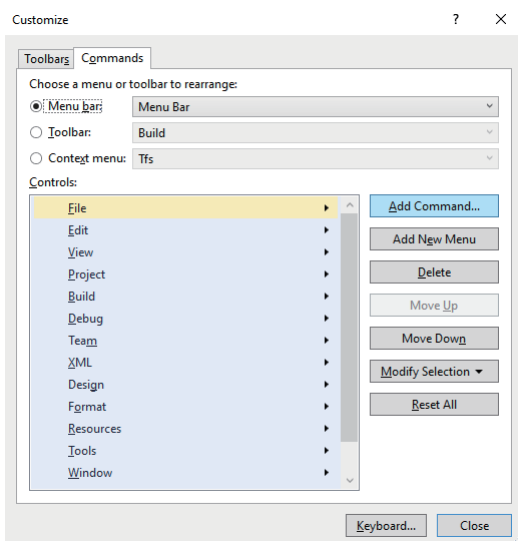 Customize ?
Toolbars Commands
Choose a menu or toolbar to rearrange:
Menu bar: Menu Bar
Toolbar: Build
Context menu: Tfs
Controls:
File
Edit
View
Project
Build
Debug
Team
XML
Design
Format
Resources
Tools
Window
Add Command...
Add New Menu
Delete
Move Up
Move Down
Modify Selection
Reset All
Keyboard... Close